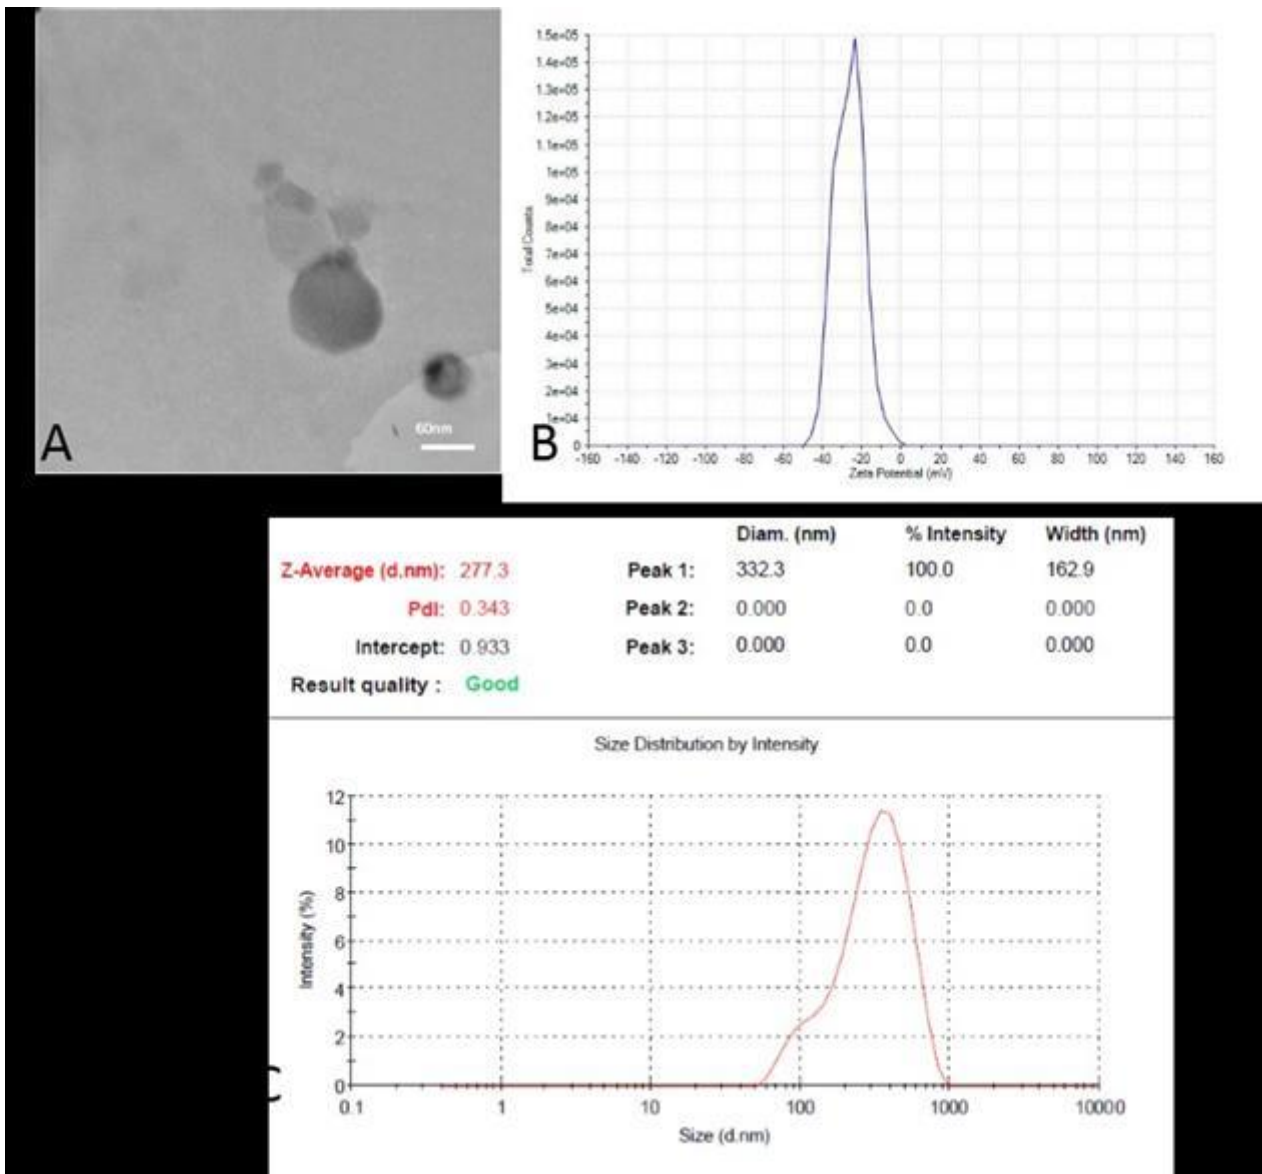 60nm
A
1.5e+05
1.4e+05
1.3e+05
1.2e+05
1.1e+05
1e+05
9e+04
8e+04
7e+04
6e+04
5e+04
4e+04
3e+04
2e+04
1e+04
0
Total Counts
-160 -140 -120 -100 -80 -60 -40 -20 0 20 40 60 80 100 120 140 160
Zeta Potential (mV)
B
Diam. (nm) % Intensity Width (nm)
Z-Average (d.nm): 277.3 Peak 1: 332.3 100.0 162.9
PdI: 0.343 Peak 2: 0.000 0.0 0.000
Intercept: 0.933 Peak 3: 0.000 0.0 0.000
Result quality : Good
Size Distribution by Intensity
12
10
8
6
4
2
0
Intensity (%)
0.1 1 10 100 1000 10000
Size (d.nm)